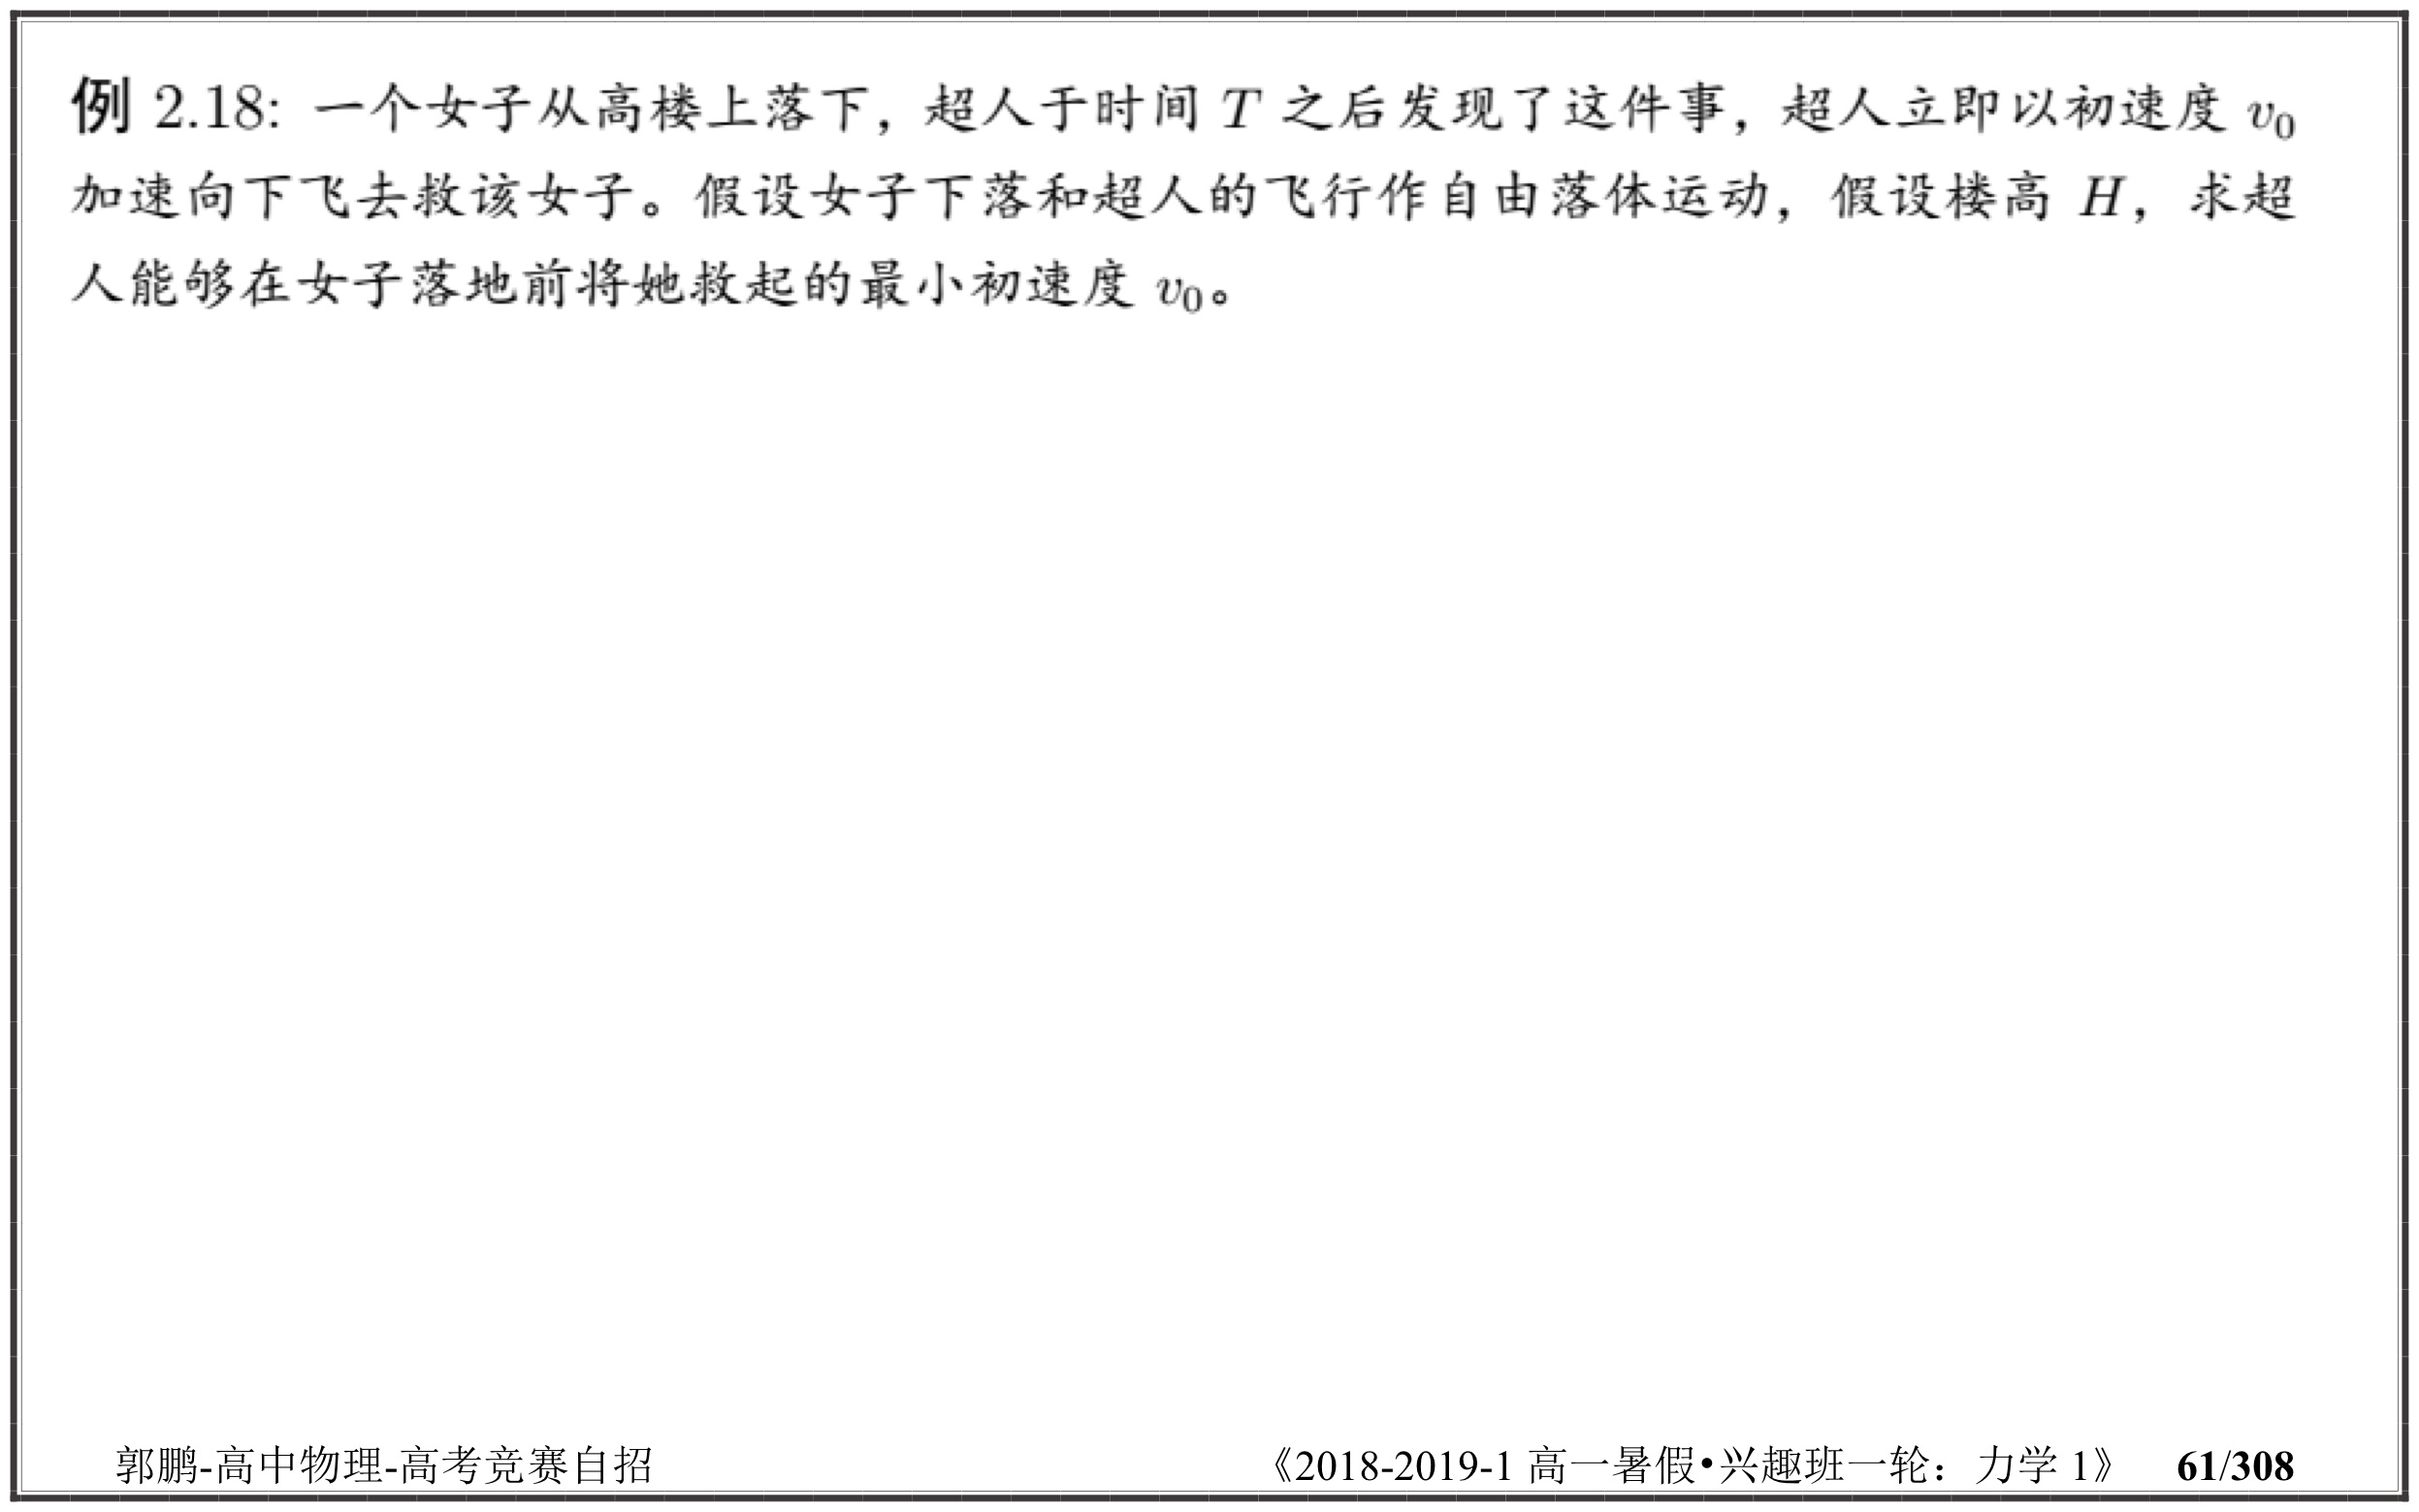 例 2.18: 一个女子从高楼上落下，超人于时间 T 之后发现了这件事，超人立即以初速度 v₀
加速向下飞去救该女子。假设女子下落和超人的飞行作自由落体运动，假设楼高 H，求超
人能够在女子落地前将她救起的最小初速度 v₀。
郭鹏-高中物理-高考竞赛自招 《2018-2019-1 高一暑假•兴趣班一轮：力学 1》 61/308